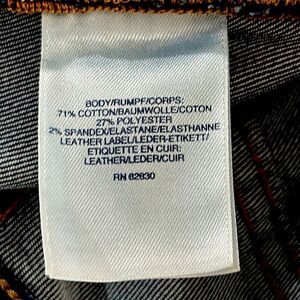 BODY/RUMPF/CORPS:
71% COTTON/BAUMWOLLE/COTON
27% POLYESTER
2% SPANDEX/ELASTANE/ELASTHANNE
LEATHER LABEL/LEDER-ETIKETT/
ETIQUETTE EN CUIR:
LEATHER/LEDER/CUIR
RN 62630